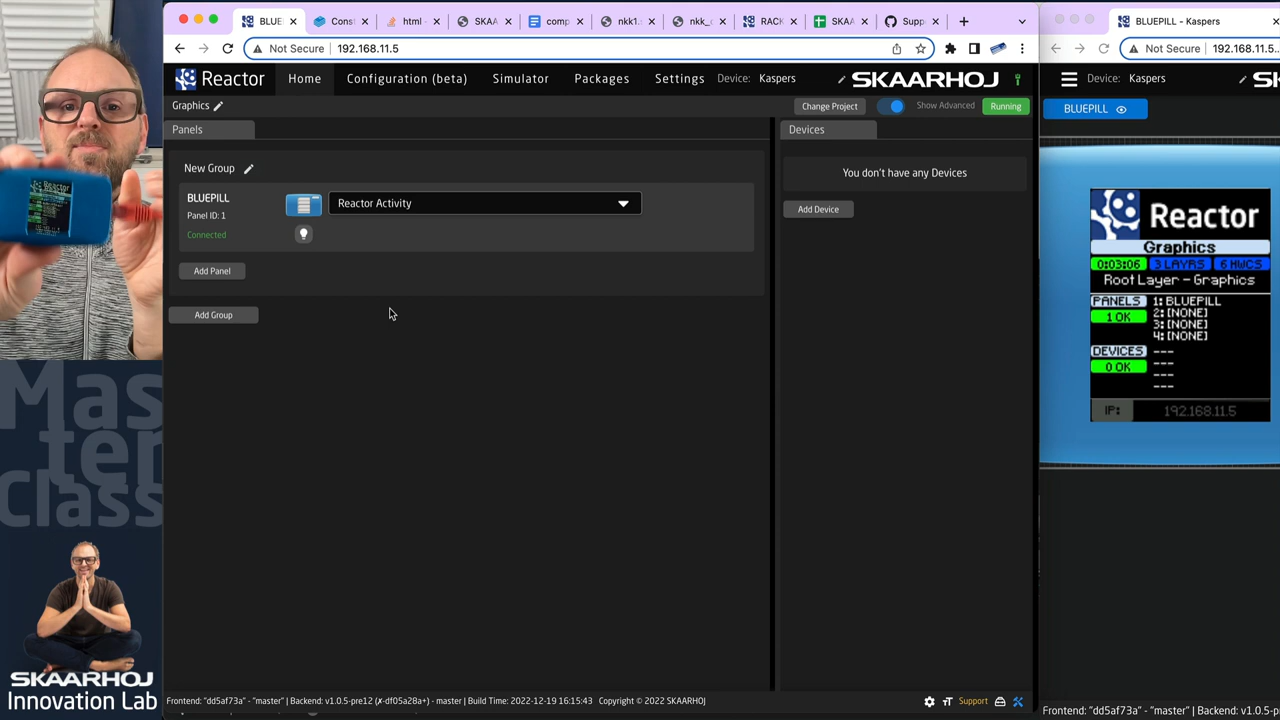 BLUE
Cons
html -
SKAA
comp
nkk1.s
nkk_
RACK
SKAA
Supp
Not Secure
192.168.11.5
Reactor
Home
Configuration (beta)
Simulator
Packages
Settings
Device:
Kaspers
SKAARHOJ
Graphics
Change Project
Show Advanced
Running
Panels
New Group
BLUEPILL
Panel ID: 1
Connected
Reactor Activity
Add Panel
Add Group
Devices
You don't have any Devices
Add Device
BLUEPILL - Kaspers
Not Secure
192.168.11.5..
Device: Kaspers
SK
BLUEPILL
Reactor
Graphics
0:03:06
3 LAYRS
6 HWCS
Root Layer - Graphics
PANELS
1 OK
1: BLUEPILL
2: [NONE]
3: [NONE]
4: [NONE]
DEVICES
0 OK
---
---
---
---
IP:
192.168.11.5
Mas
ter
Class
SKAARHOJ
Innovation Lab
Frontend: "dd5af73a" - "master" | Backend: v1.0.5-pre12 (X-df05a28a+) - master | Build Time: 2022-12-19 16:15:43 Copyright © 2022 SKAARHOJ
Support
Frontend: "dd5af73a" - "master" | Backend: v1.0.5-p